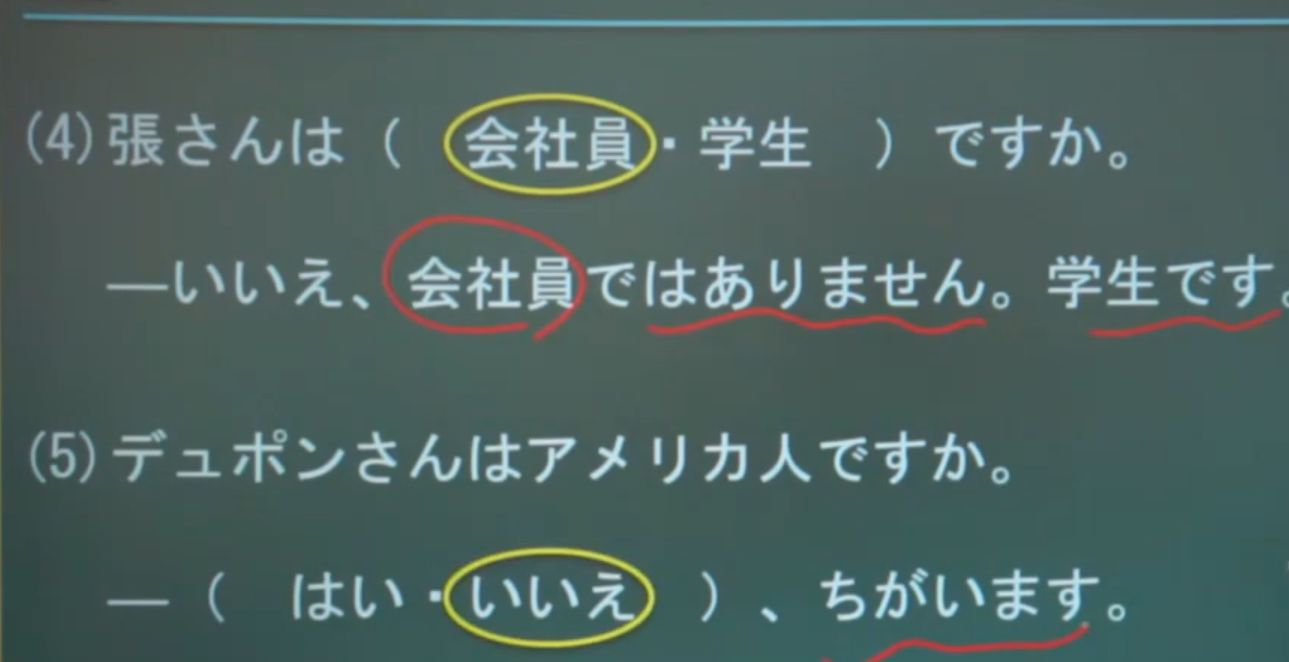 (4)張さんは（　会社員・学生　）ですか。
―いいえ、会社員ではありません。学生です。
(5)デュポンさんはアメリカ人ですか。
―（　はい・いいえ　）、ちがいます。